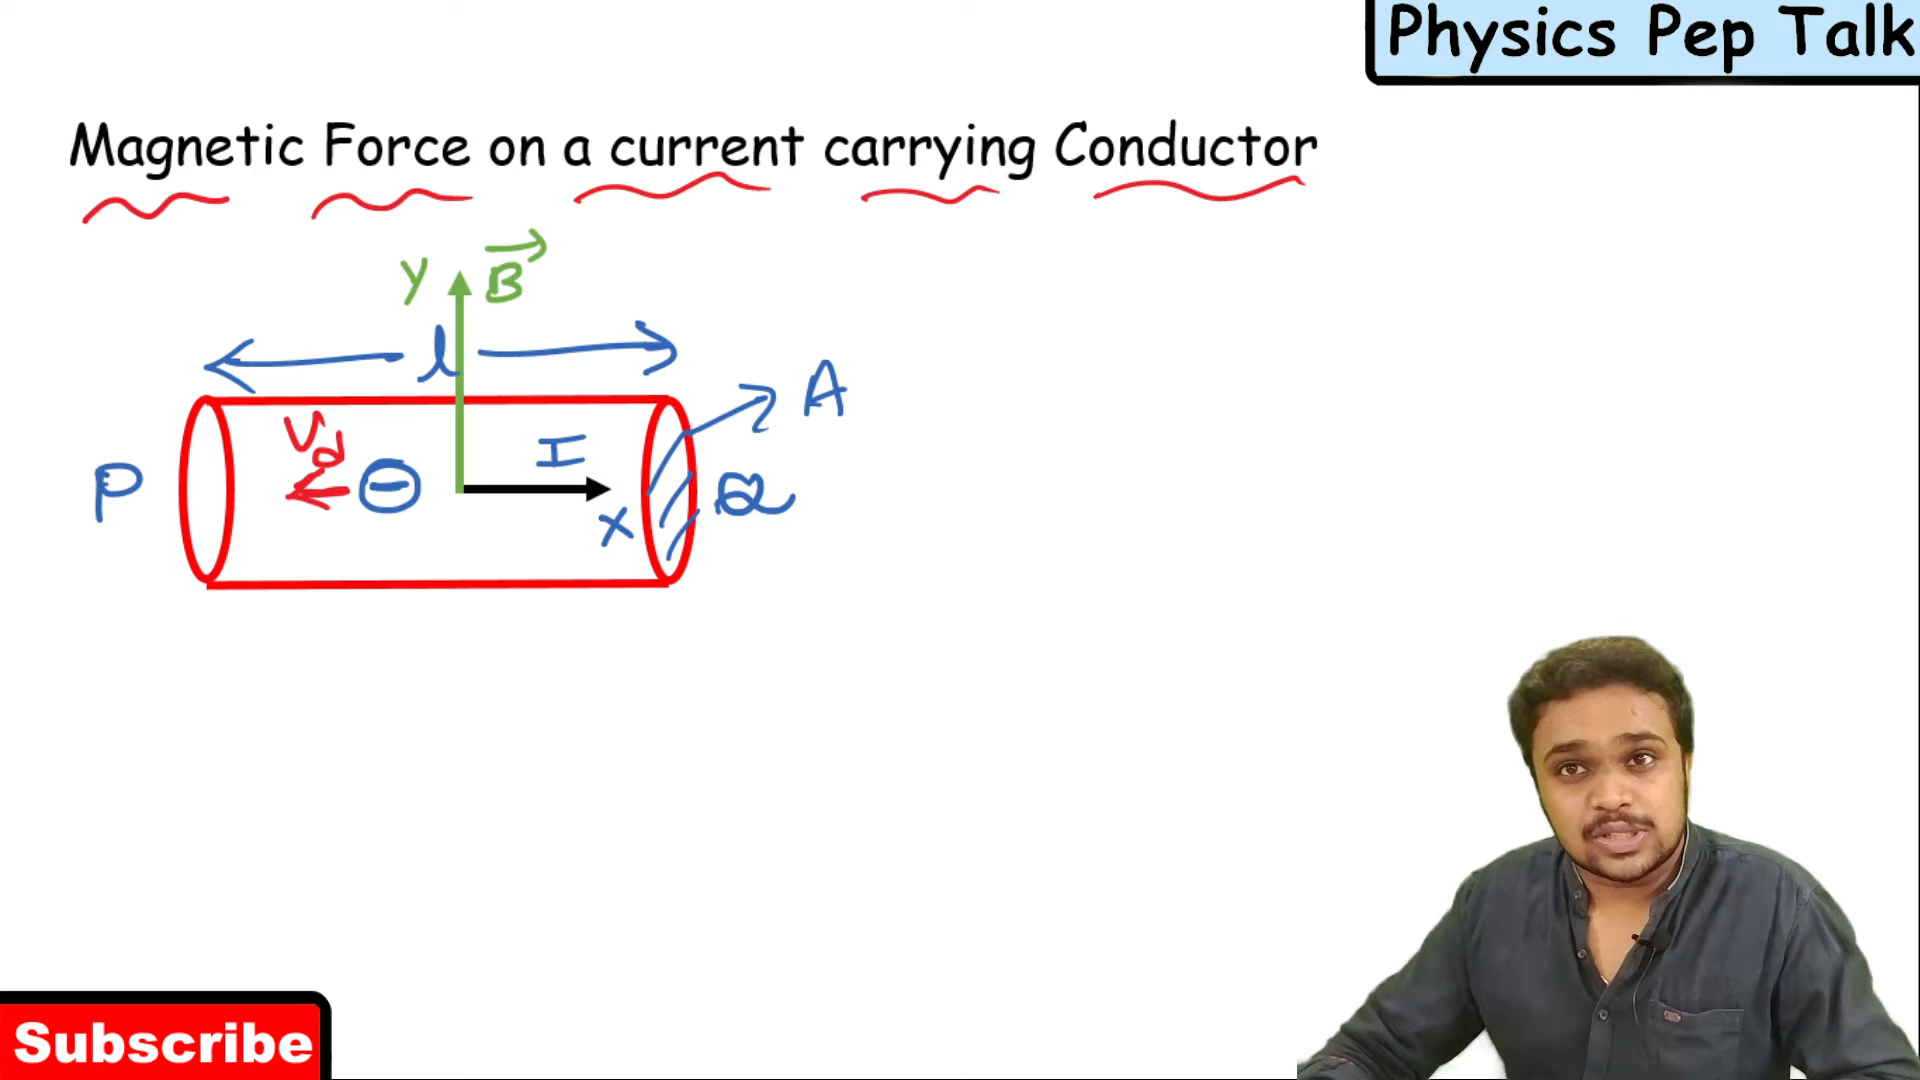 Physics Pep Talk
Magnetic Force on a current carrying Conductor
Y B
l
A
Vd
I
P
Q
X
Subscribe